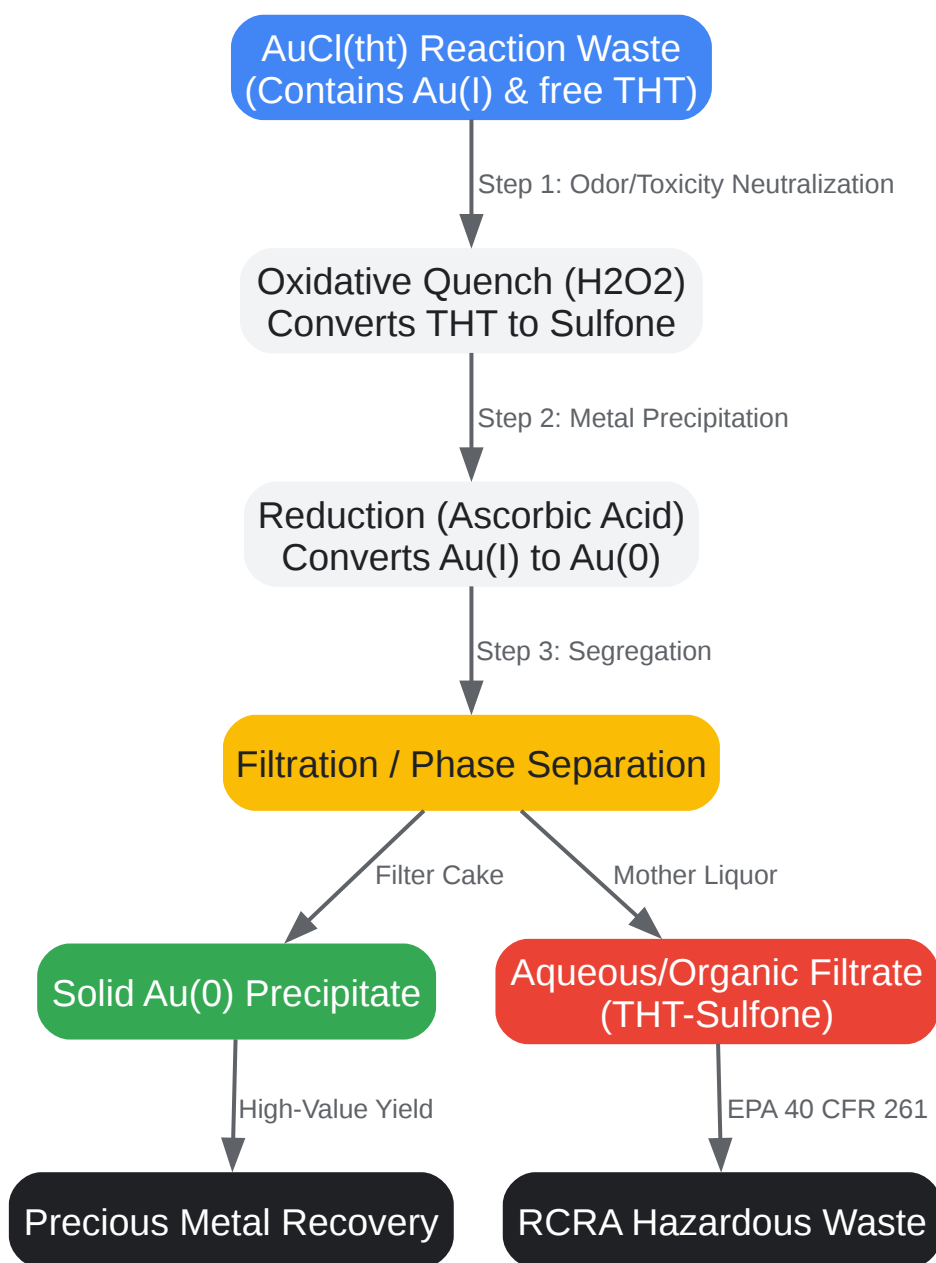 AuCl(tht) Reaction Waste
(Contains Au(I) & free THT)
Step 1: Odor/Toxicity Neutralization
Oxidative Quench (H2O2)
Converts THT to Sulfone
Step 2: Metal Precipitation
Reduction (Ascorbic Acid)
Converts Au(I) to Au(0)
Step 3: Segregation
Filtration / Phase Separation
Filter Cake
Mother Liquor
Solid Au(0) Precipitate
Aqueous/Organic Filtrate
(THT-Sulfone)
High-Value Yield
EPA 40 CFR 261
Precious Metal Recovery
RCRA Hazardous Waste